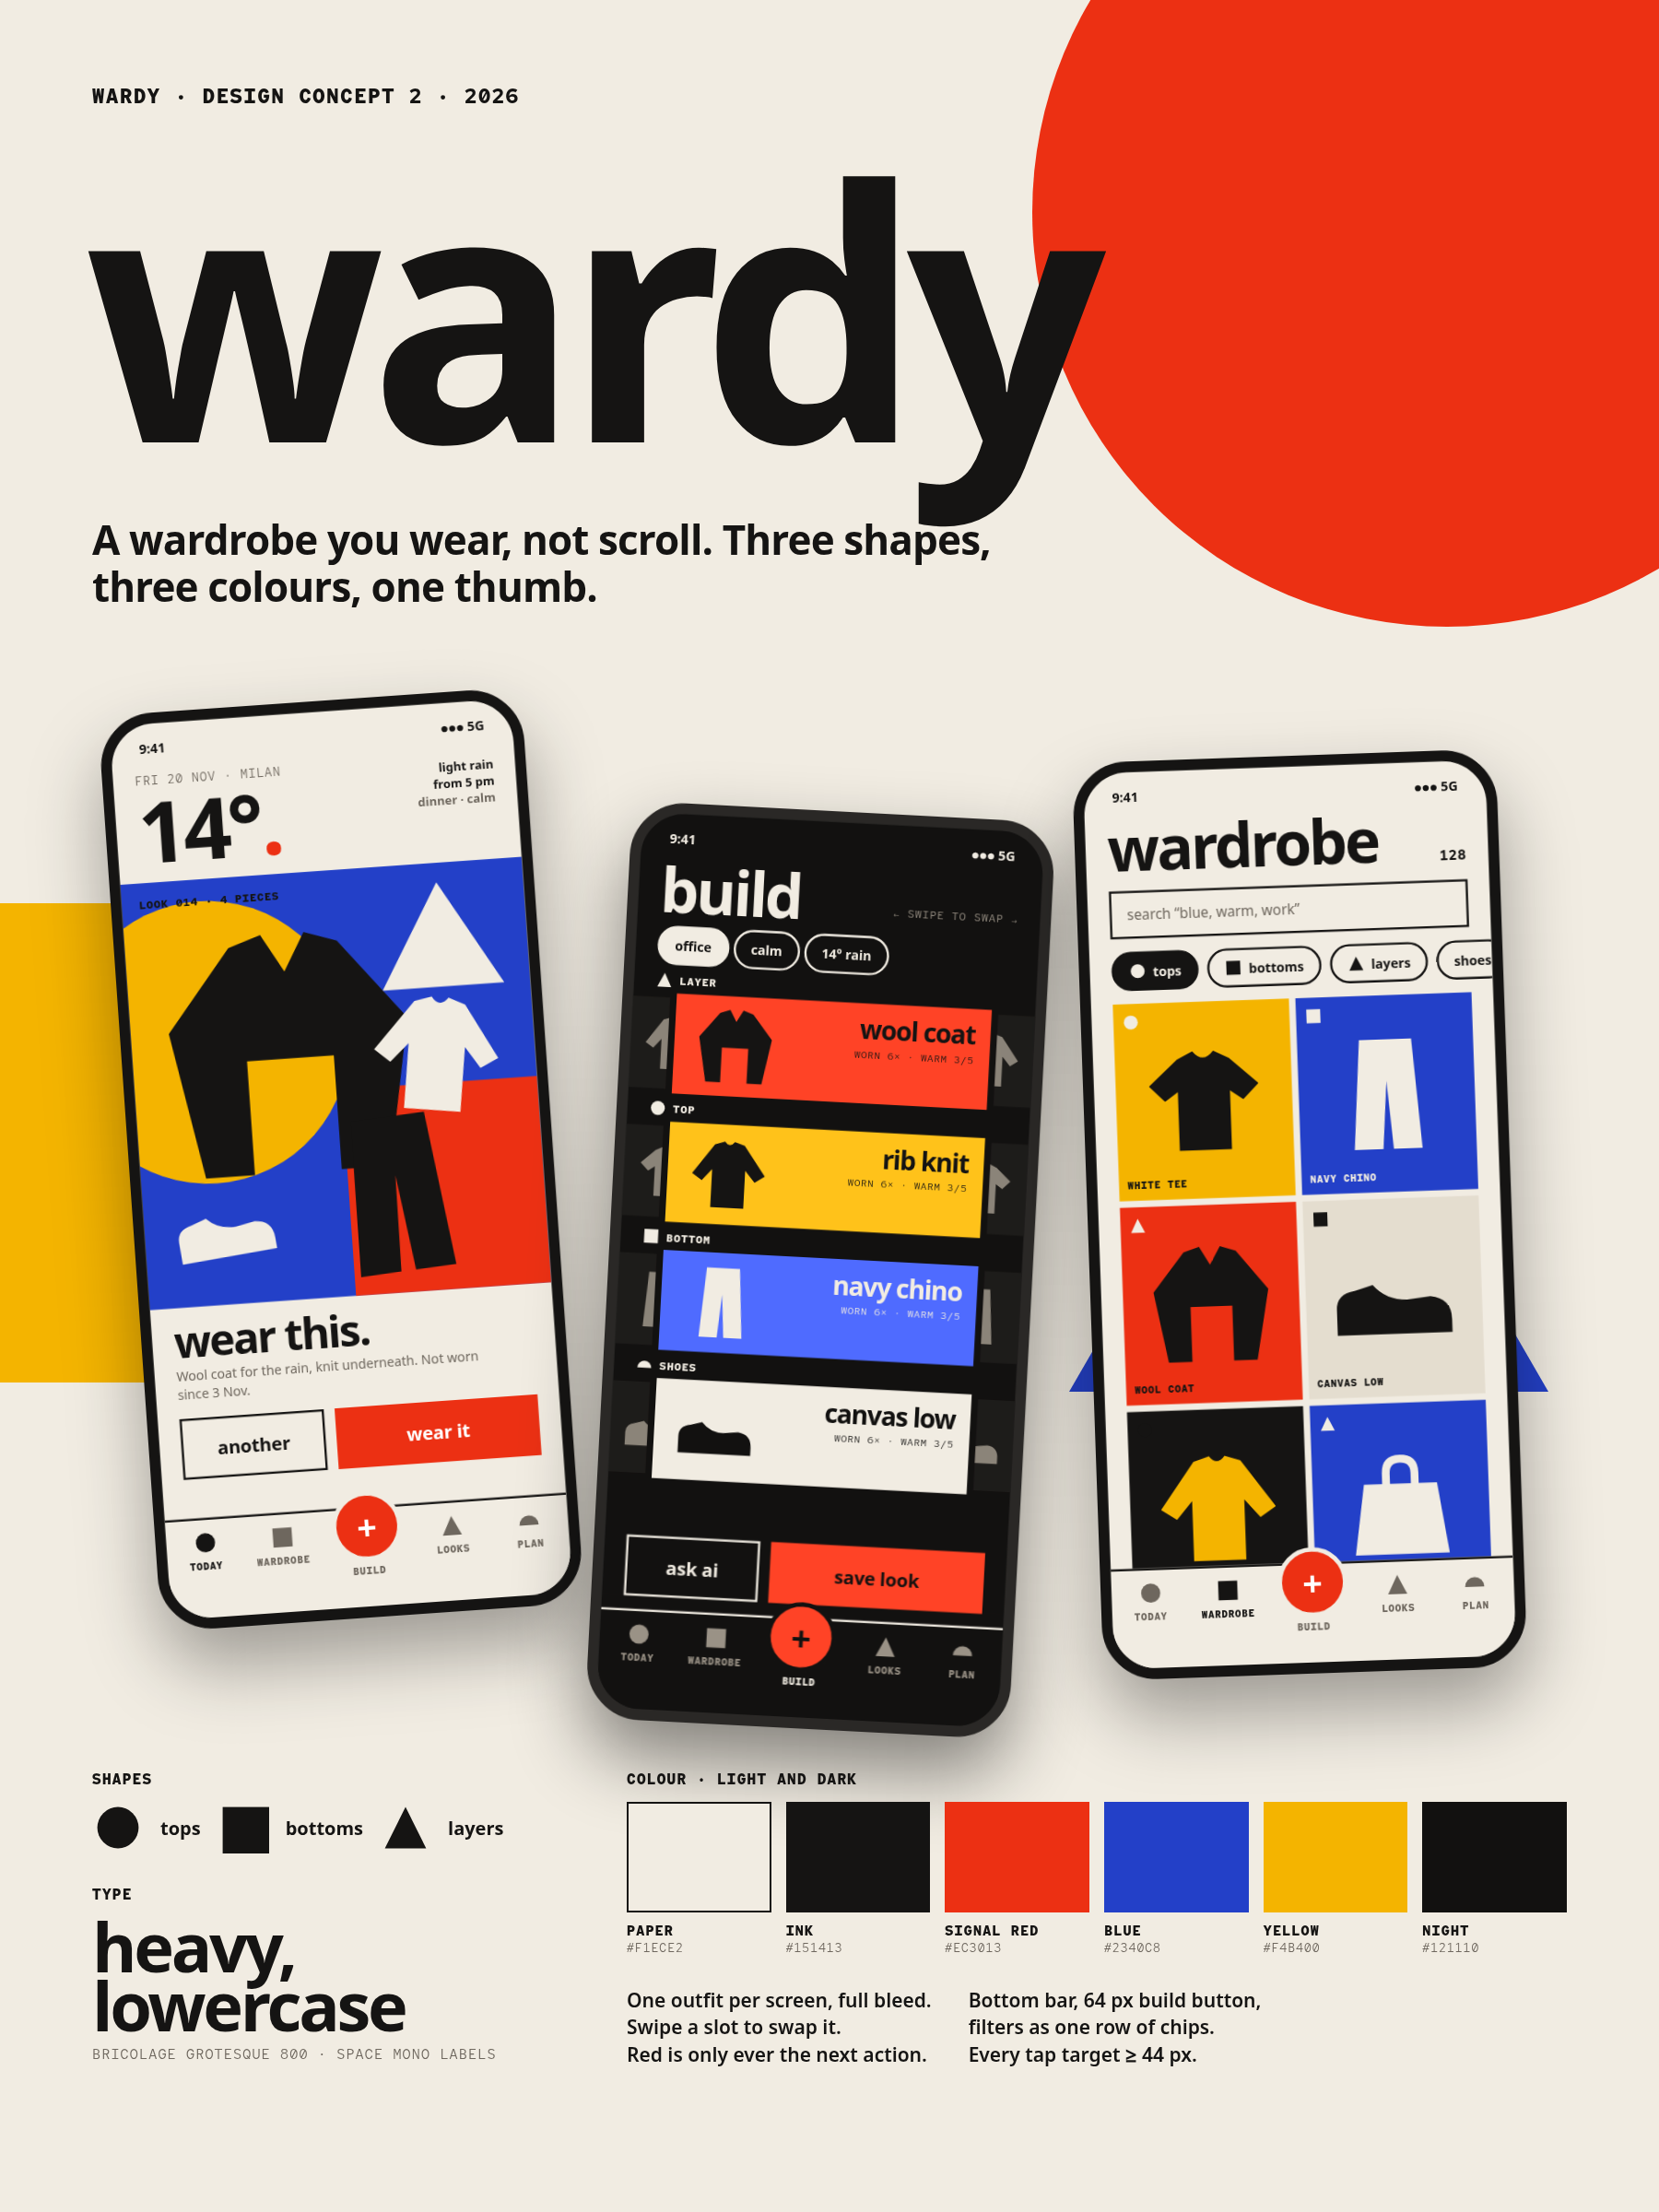 WARDY · DESIGN CONCEPT 2 · 2026
wardy
A wardrobe you wear, not scroll. Three shapes,
three colours, one thumb.
9:41
●●● 5G
FRI 20 NOV · MILAN
14°.
light rain
from 5 pm
dinner · calm
LOOK 014 · 4 PIECES
wear this.
Wool coat for the rain, knit underneath. Not worn
since 3 Nov.
another
wear it
+
TODAY
WARDROBE
BUILD
LOOKS
PLAN
9:41
●●● 5G
build
← SWIPE TO SWAP →
office
calm
14° rain
LAYER
wool coat
WORN 6× · WARM 3/5
TOP
rib knit
WORN 6× · WARM 3/5
BOTTOM
navy chino
WORN 6× · WARM 3/5
SHOES
canvas low
WORN 6× · WARM 3/5
ask ai
save look
+
TODAY
WARDROBE
BUILD
LOOKS
PLAN
9:41
●●● 5G
wardrobe
128
search “blue, warm, work”
tops
bottoms
layers
shoes
WHITE TEE
NAVY CHINO
WOOL COAT
CANVAS LOW
+
TODAY
WARDROBE
BUILD
LOOKS
PLAN
SHAPES
tops
bottoms
layers
TYPE
heavy,
lowercase
BRICOLAGE GROTESQUE 800 · SPACE MONO LABELS
COLOUR · LIGHT AND DARK
PAPER
#F1ECE2
INK
#151413
SIGNAL RED
#EC3013
BLUE
#2340C8
YELLOW
#F4B400
NIGHT
#121110
One outfit per screen, full bleed.
Swipe a slot to swap it.
Red is only ever the next action.
Bottom bar, 64 px build button,
filters as one row of chips.
Every tap target ≥ 44 px.